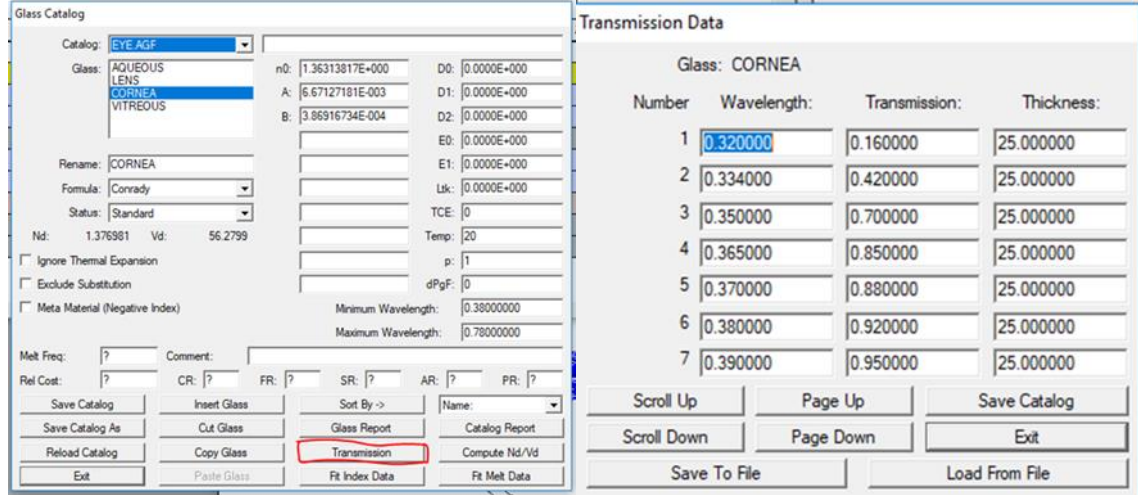 Glass Catalog
Catalog: EYE.AGF
Glass: AQUEOUS
LENS
CORNEA
VITREOUS
n0: 1.36313817E+000
A: 6.67127181E-003
B: 3.86916734E-004
D0: 0.0000E+000
D1: 0.0000E+000
D2: 0.0000E+000
E0: 0.0000E+000
E1: 0.0000E+000
Ltk: 0.0000E+000
TCE: 0
Temp: 20
p: 1
dPgF: 0
Rename: CORNEA
Formula: Conrady
Status: Standard
Nd: 1.376981 Vd: 56.2799
Ignore Thermal Expansion
Exclude Substitution
Meta Material (Negative Index)
Minimum Wavelength: 0.38000000
Maximum Wavelength: 0.78000000
Melt Freq: ? Comment:
Rel Cost: ? CR: ? FR: ? SR: ? AR: ? PR: ?
Save Catalog Insert Glass Sort By -> Name:
Save Catalog As Cut Glass Glass Report Catalog Report
Reload Catalog Copy Glass Transmission Compute Nd/Vd
Exit Paste Glass Fit Index Data Fit Melt Data
Transmission Data
Glass: CORNEA
Number Wavelength: Transmission: Thickness:
1 0.320000 0.160000 25.000000
2 0.334000 0.420000 25.000000
3 0.350000 0.700000 25.000000
4 0.365000 0.850000 25.000000
5 0.370000 0.880000 25.000000
6 0.380000 0.920000 25.000000
7 0.390000 0.950000 25.000000
Scroll Up Page Up Save Catalog
Scroll Down Page Down Exit
Save To File Load From File